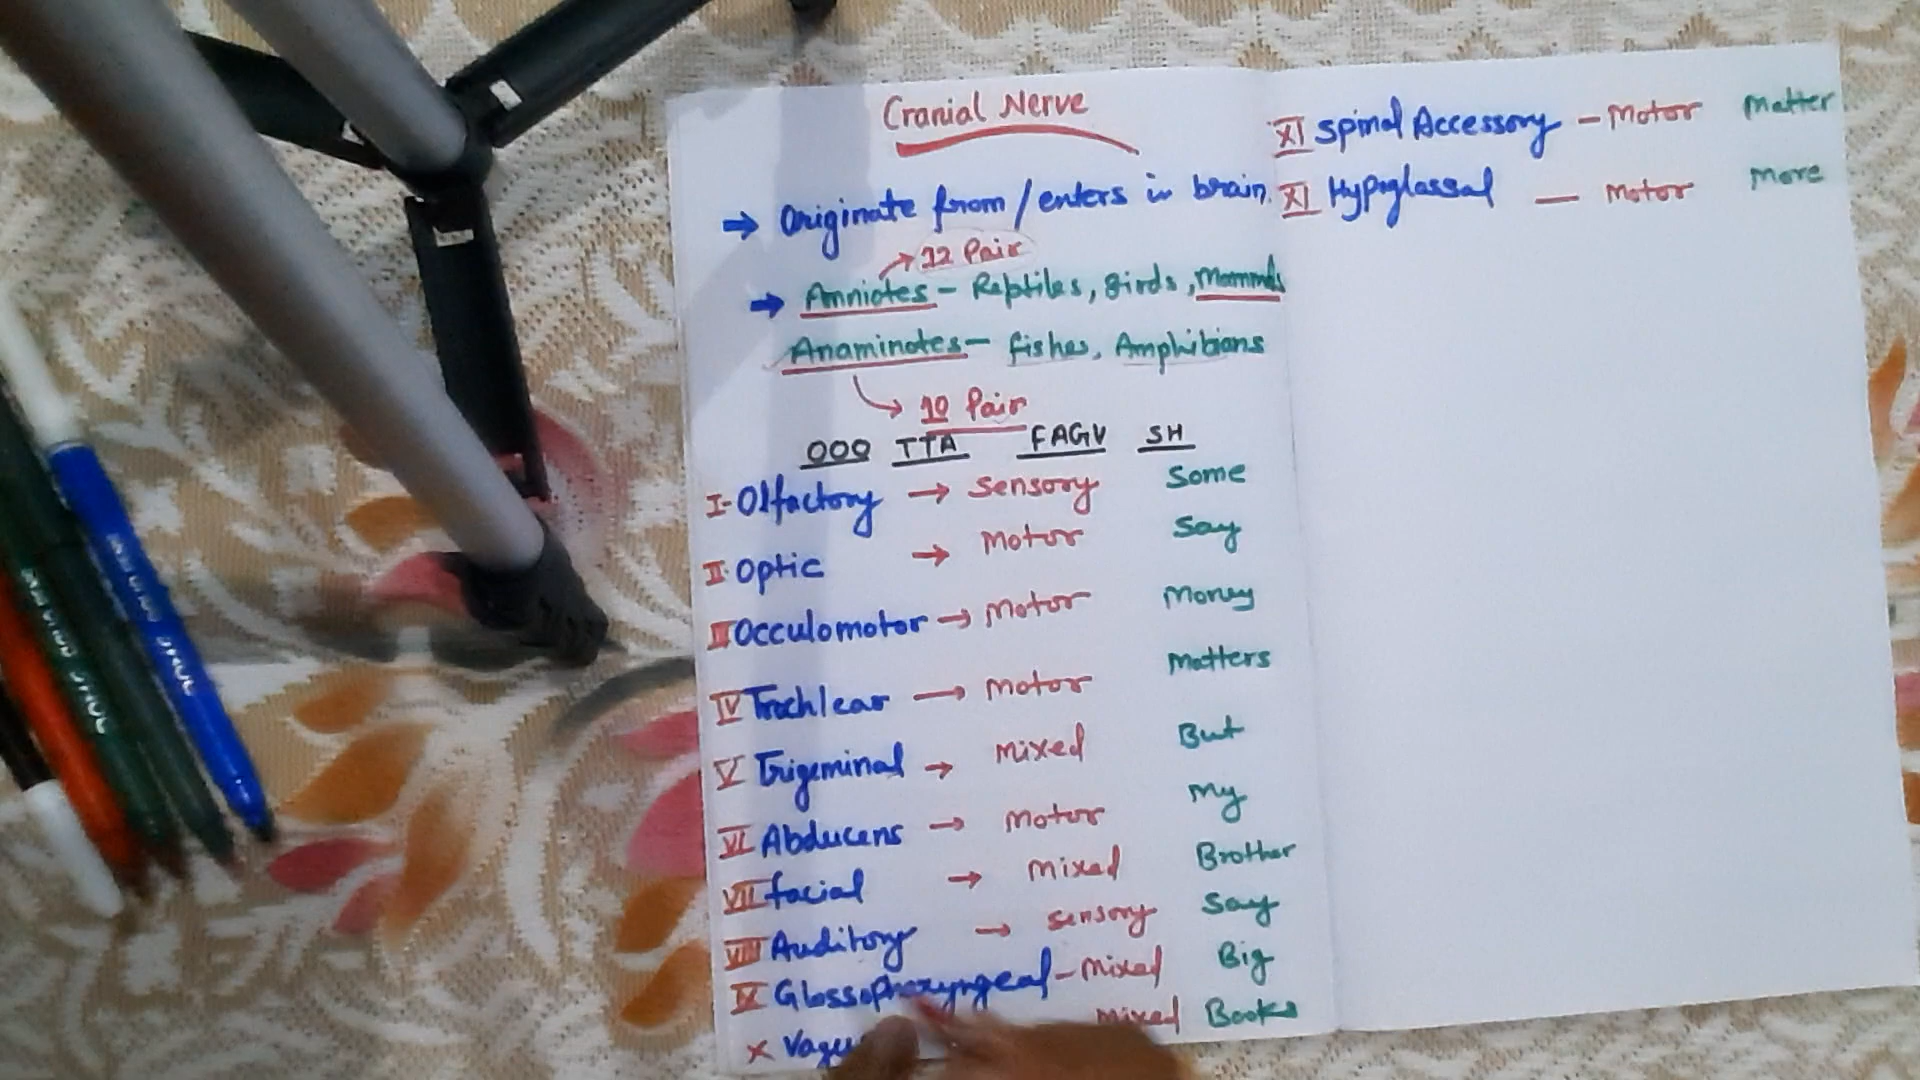 Cranial Nerve
⇒ Originate from/enters in brain.
→ 12 Pair
⇒ Amniotes - Reptiles, Birds, Mammals
Anaminotes - fishes, Amphibians
→ 10 Pair
OOO TTA FAGV SH
I- Olfactory → Sensory Some
II. Optic → Motor Say
III Occulomotor → Motor Money
IV Trochlear → Motor Matters
V Trigeminal → Mixed But
VI Abducens → Motor My
VII facial → Mixed Brother
VIII Auditory → Sensory Say
IX Glossopharyngeal - Mixed Big
X Mixed Books
XI Spinal Accessory - Motor Matter
XI Hypoglassal - Motor More